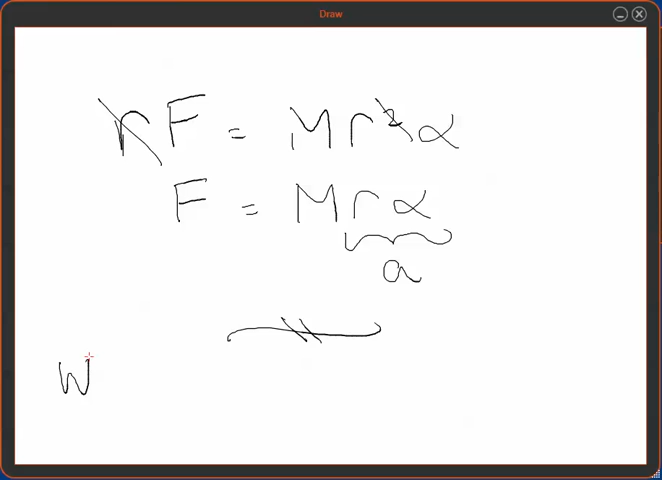 Draw
rF = Mr²α
F = Mrα
a
W